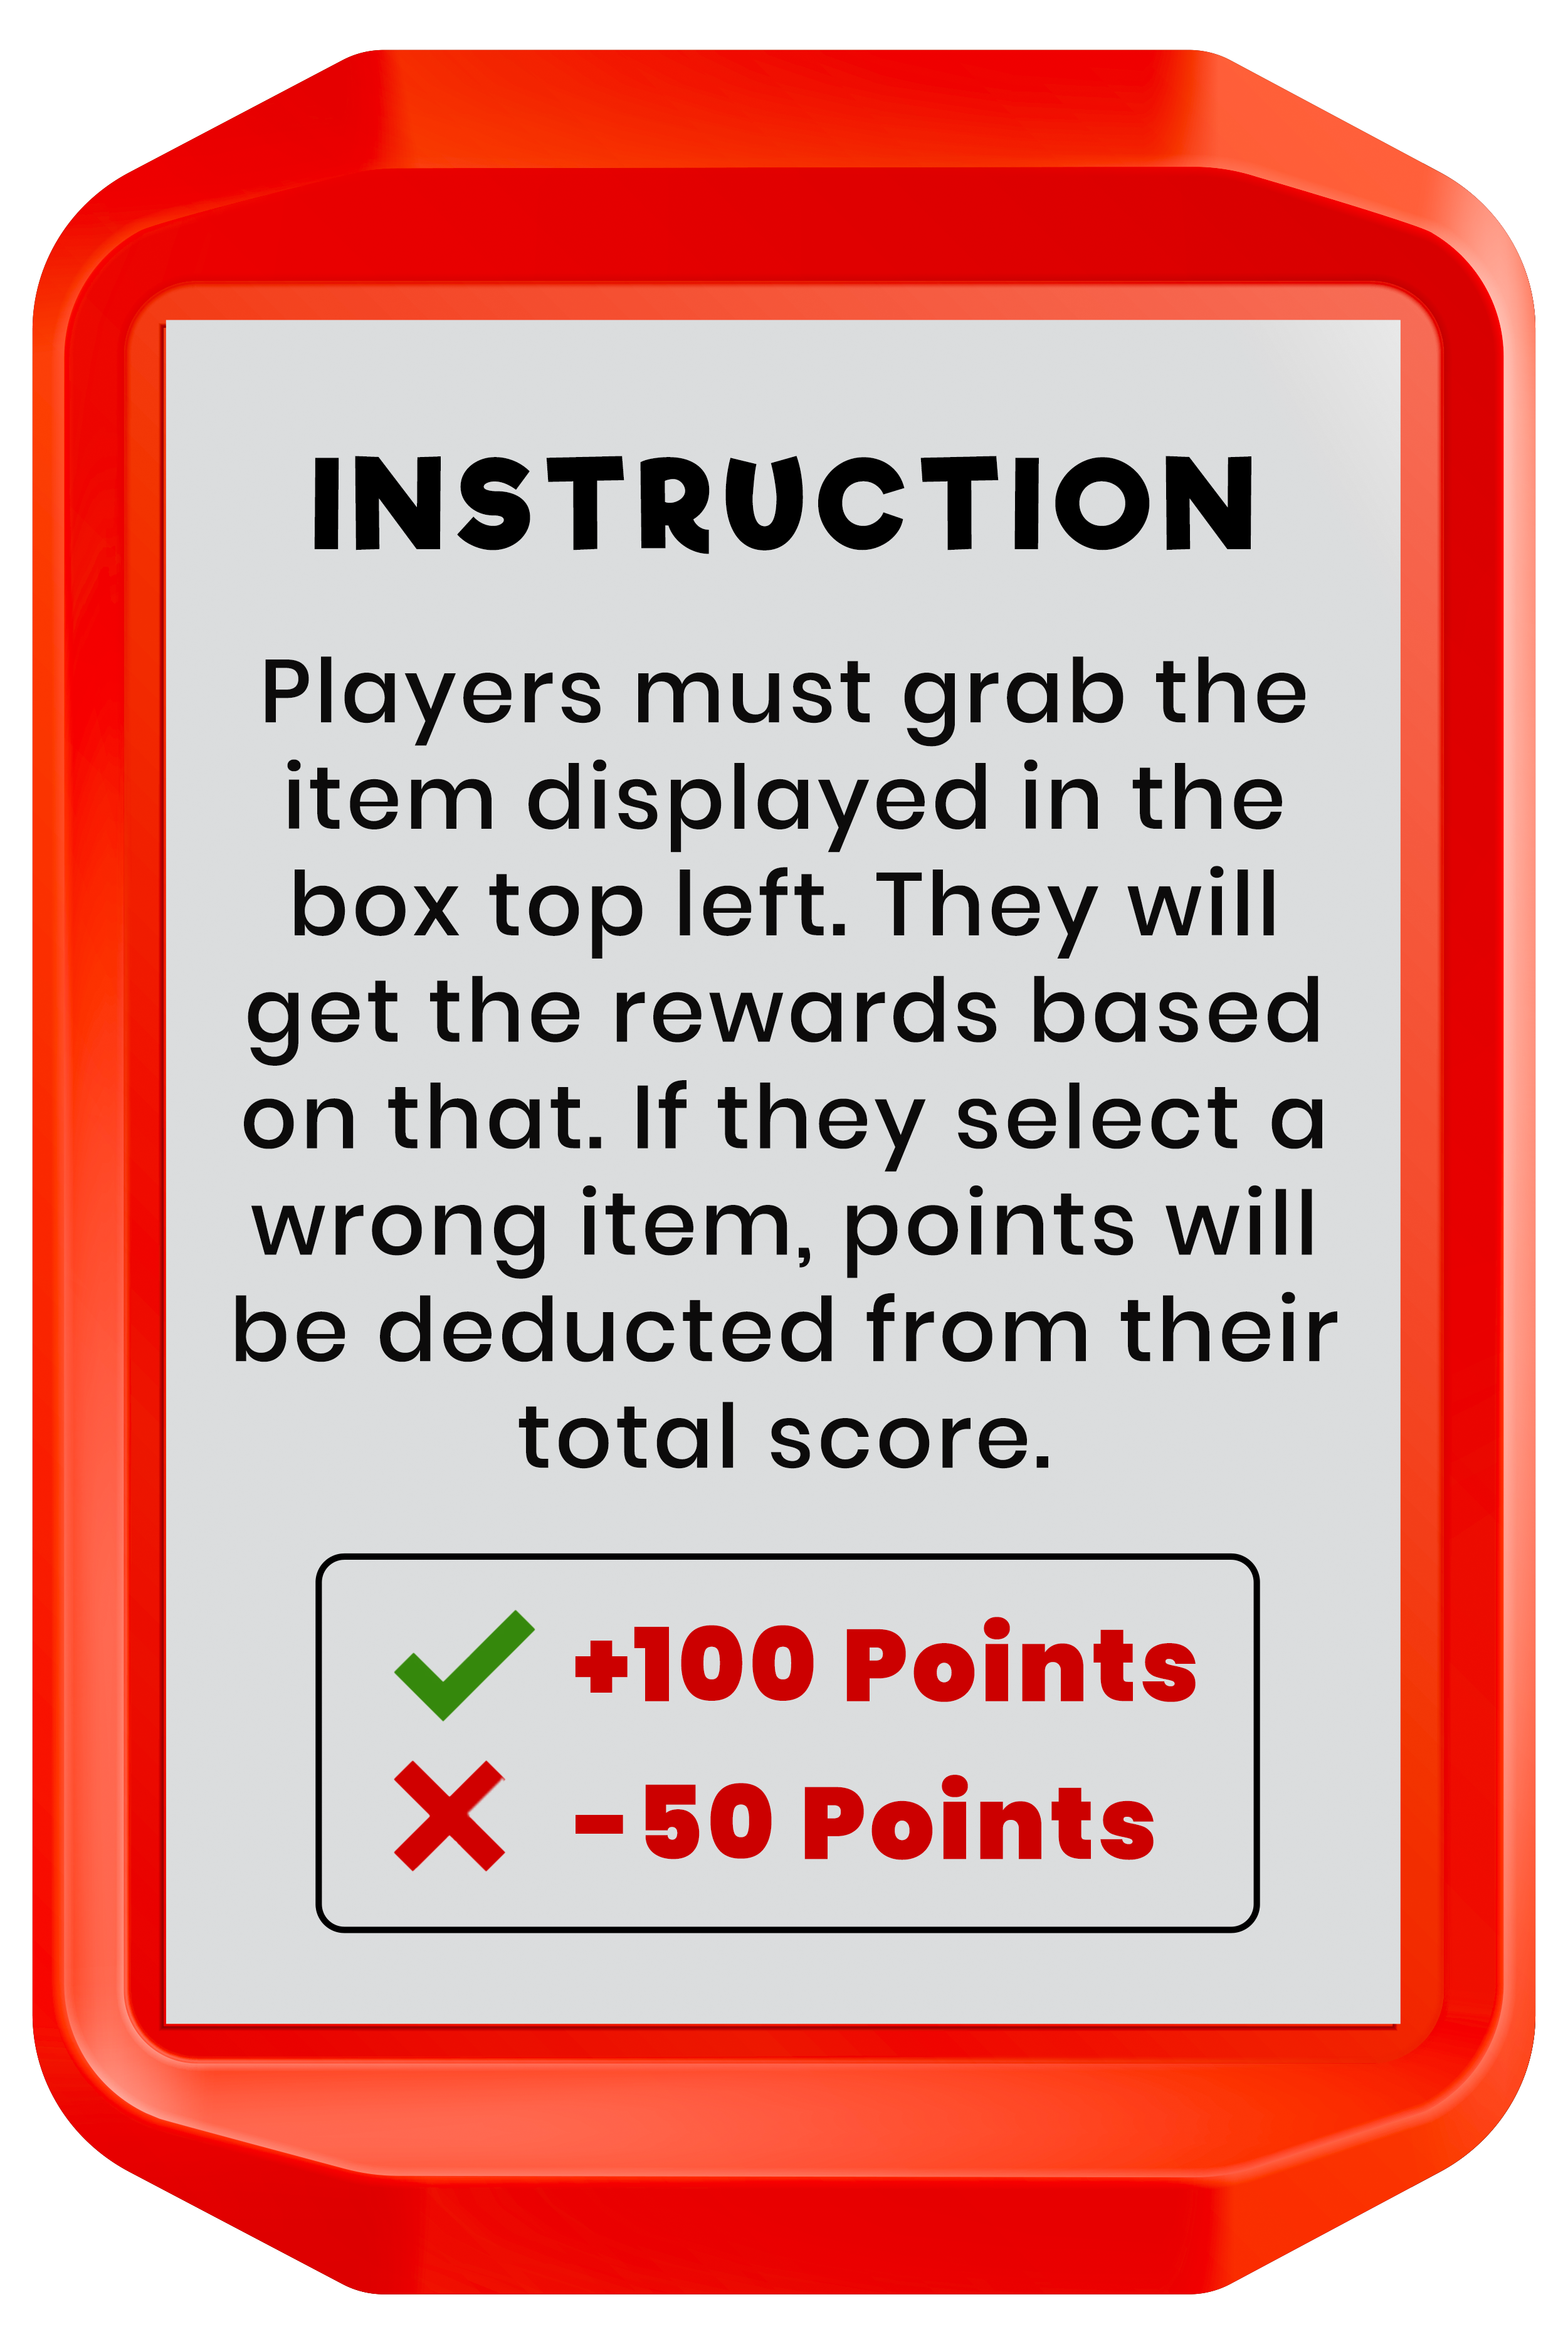 INSTRUCTION
Players must grab the
item displayed in the
box top left. They will
get the rewards based
on that. If they select a
wrong item, points will
be deducted from their
total score.
+100 Points
- 50 Points